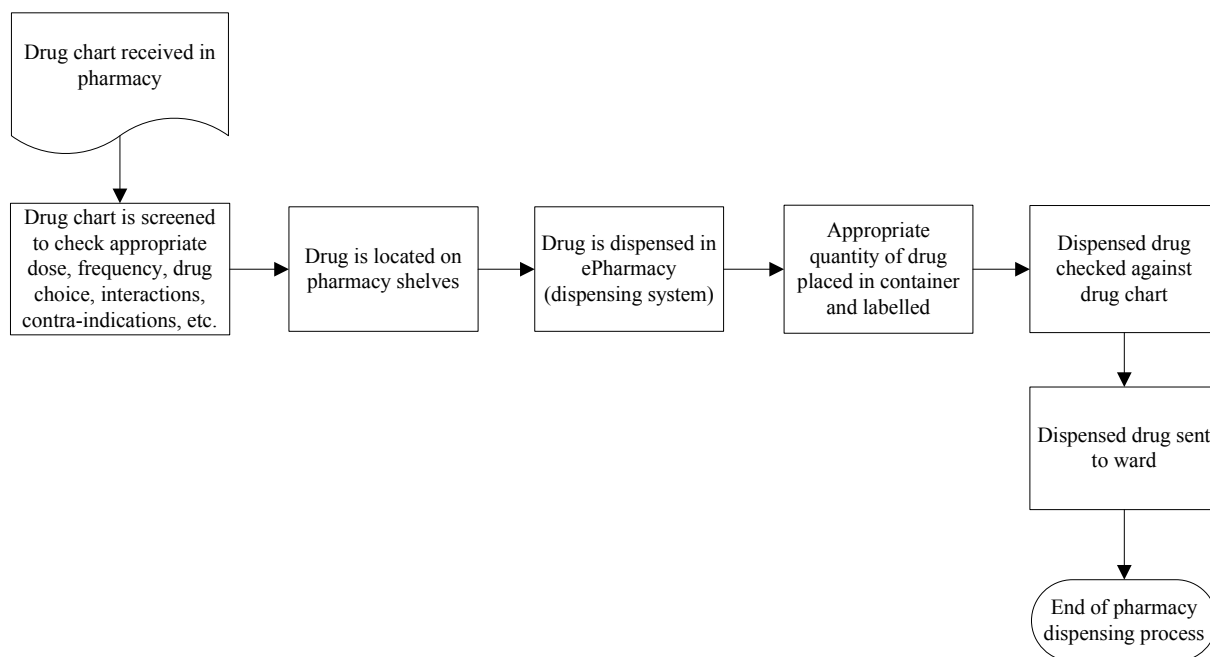 Drug chart received in
pharmacy
Drug chart is screened
to check appropriate
dose, frequency, drug
choice, interactions,
contra-indications, etc.
Drug is located on
pharmacy shelves
Drug is dispensed in
ePharmacy
(dispensing system)
Appropriate
quantity of drug
placed in container
and labelled
Dispensed drug
checked against
drug chart
Dispensed drug sent
to ward
End of pharmacy
dispensing process